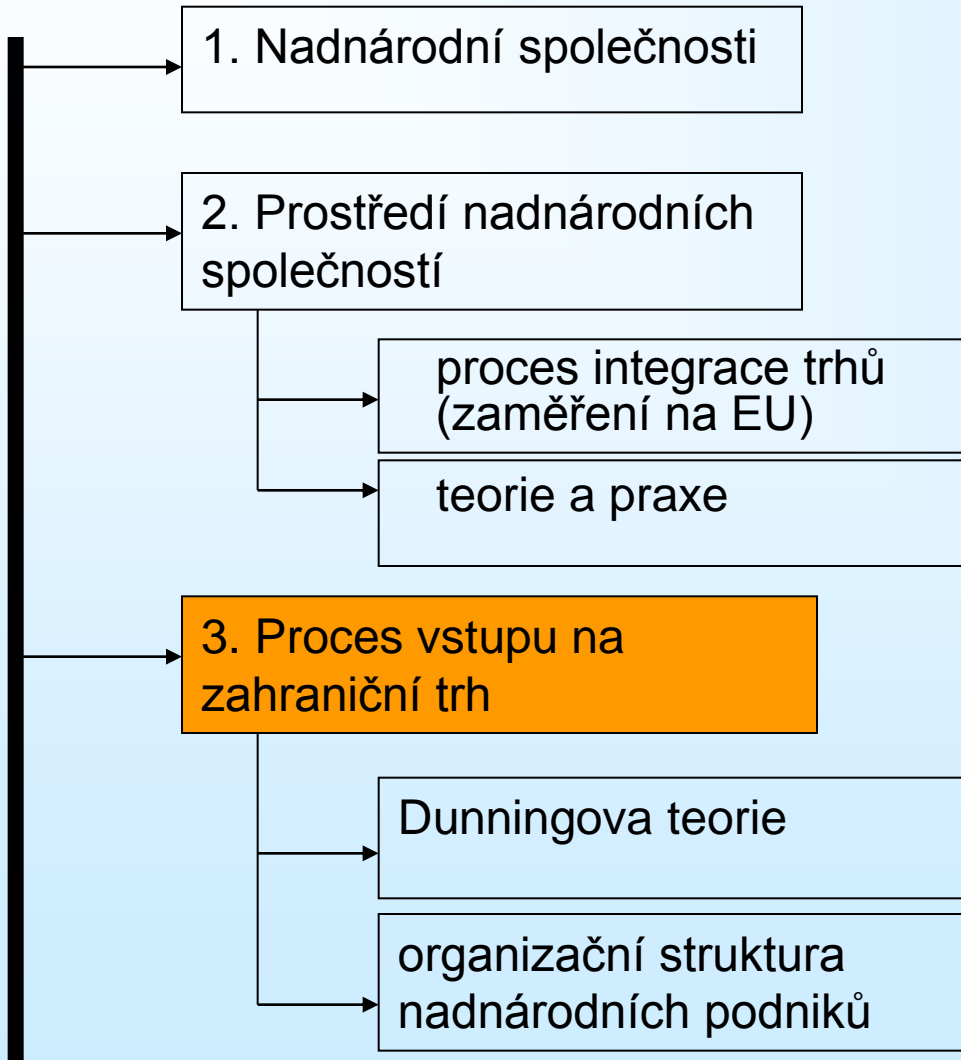 1. Nadnárodní společnosti
2. Prostředí nadnárodních
společností
proces integrace trhů
(zaměření na EU)
teorie a praxe
3. Proces vstupu na
zahraniční trh
Dunningova teorie
organizační struktura
nadnárodních podniků